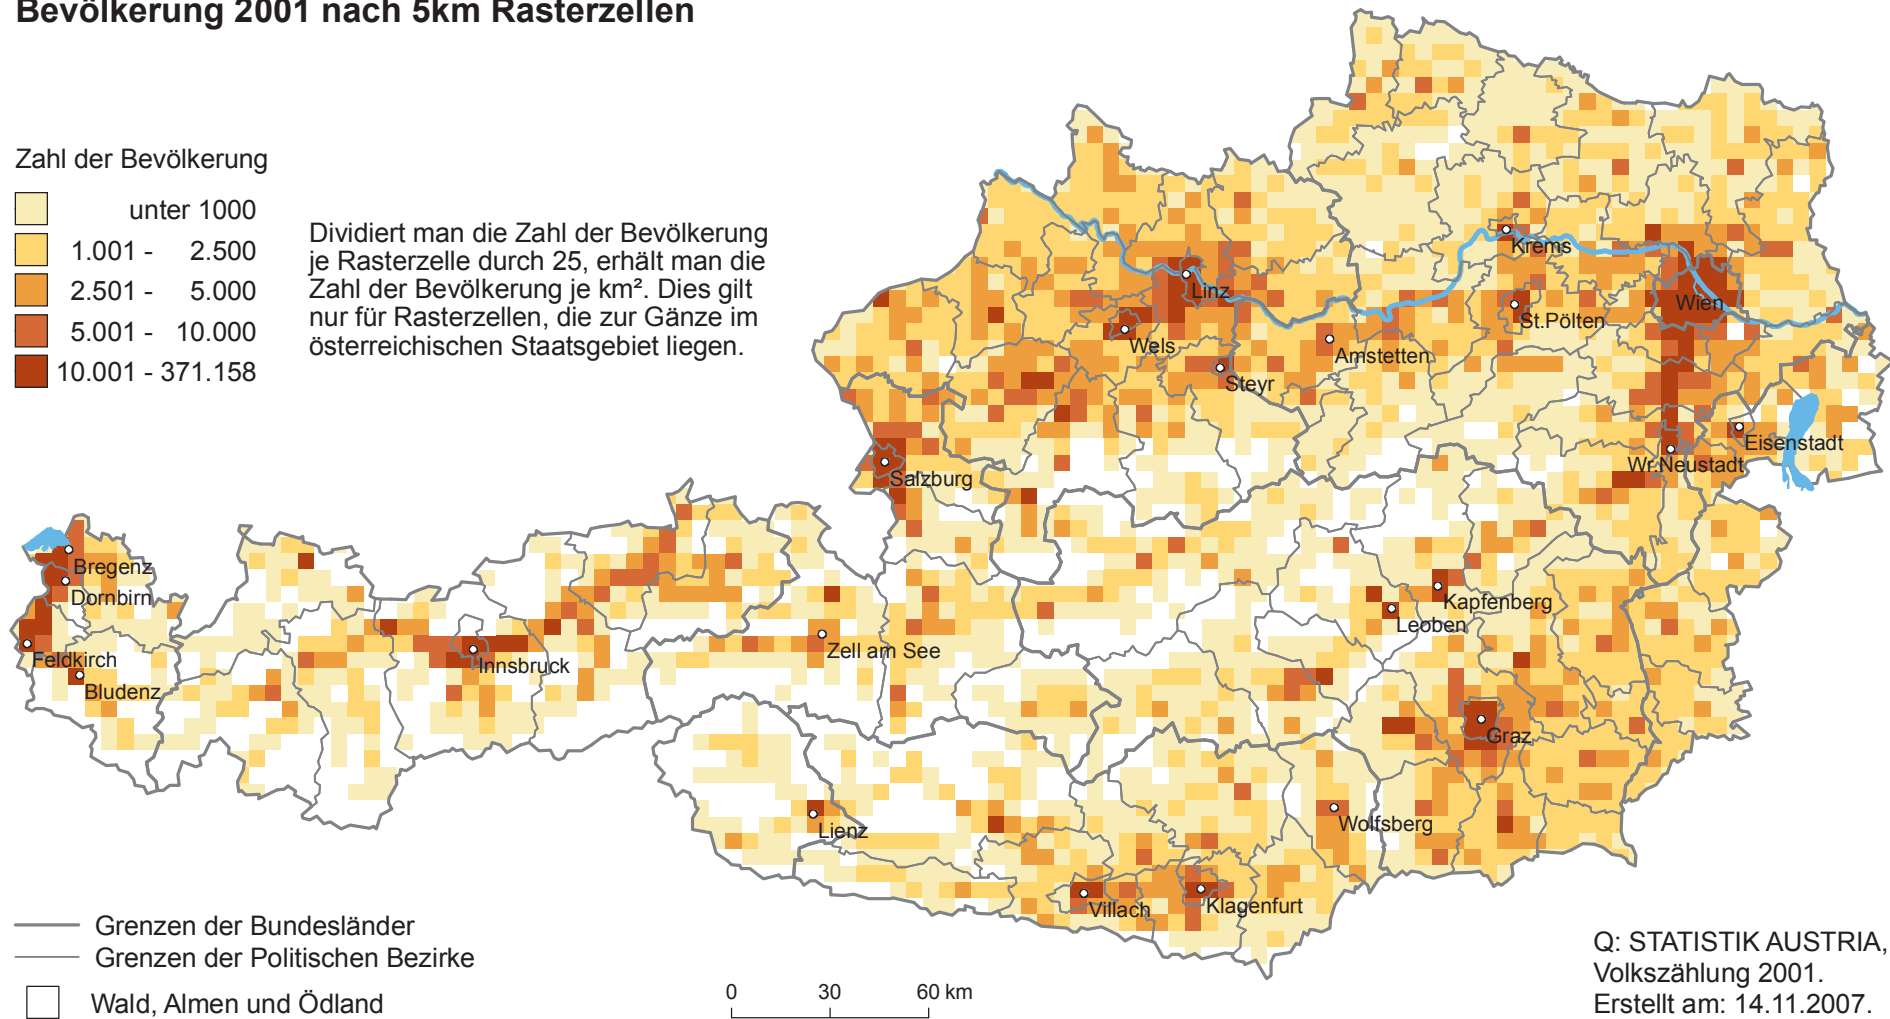 Bevölkerung 2001 nach 5km Rasterzellen
Zahl der Bevölkerung
unter 1000
1.001 - 2.500
2.501 - 5.000
5.001 - 10.000
10.001 - 371.158
Dividiert man die Zahl der Bevölkerung
je Rasterzelle durch 25, erhält man die
Zahl der Bevölkerung je km². Dies gilt
nur für Rasterzellen, die zur Gänze im
österreichischen Staatsgebiet liegen.
Krems
Linz
Wien
St.Pölten
Wels
Amstetten
Steyr
Eisenstadt
Wr.Neustadt
Salzburg
Bregenz
Dornbirn
Kapfenberg
Leoben
Zell am See
Feldkirch
Innsbruck
Bludenz
Graz
Lienz
Wolfsberg
Villach
Klagenfurt
Grenzen der Bundesländer
Grenzen der Politischen Bezirke
Wald, Almen und Ödland
0 30 60 km
Q: STATISTIK AUSTRIA,
Volkszählung 2001.
Erstellt am: 14.11.2007.